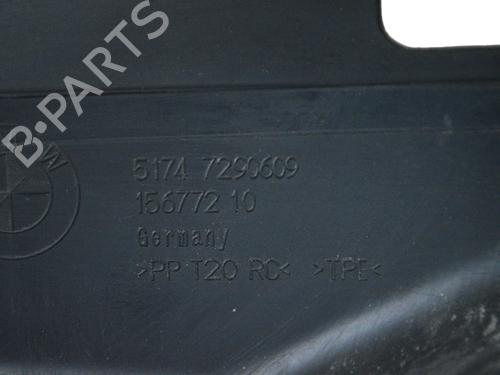 B-PARTS
5174 7290609
156772 10
Germany
>PP T20 RC< >TPE<